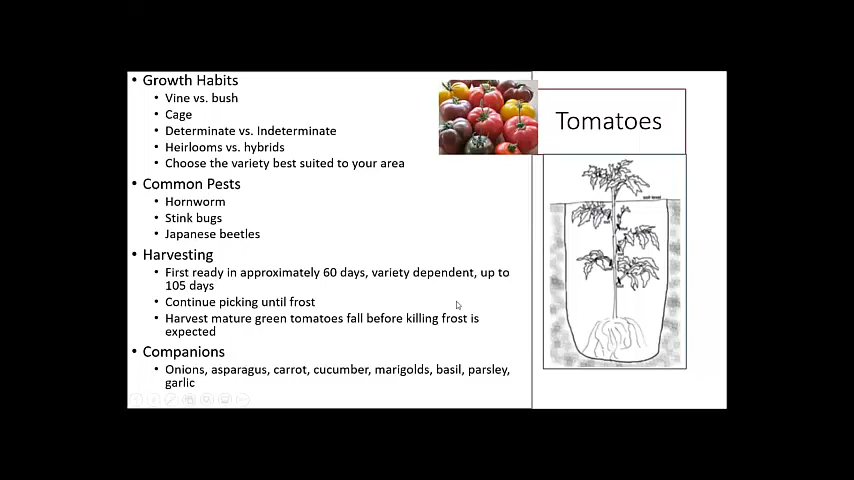 Growth Habits
Vine vs. bush
Cage
Determinate vs. Indeterminate
Heirlooms vs. hybrids
Choose the variety best suited to your area
Common Pests
Hornworm
Stink bugs
Japanese beetles
Harvesting
First ready in approximately 60 days, variety dependent, up to
105 days
Continue picking until frost
Harvest mature green tomatoes fall before killing frost is
expected
Companions
Onions, asparagus, carrot, cucumber, marigolds, basil, parsley,
garlic
Tomatoes
soil level